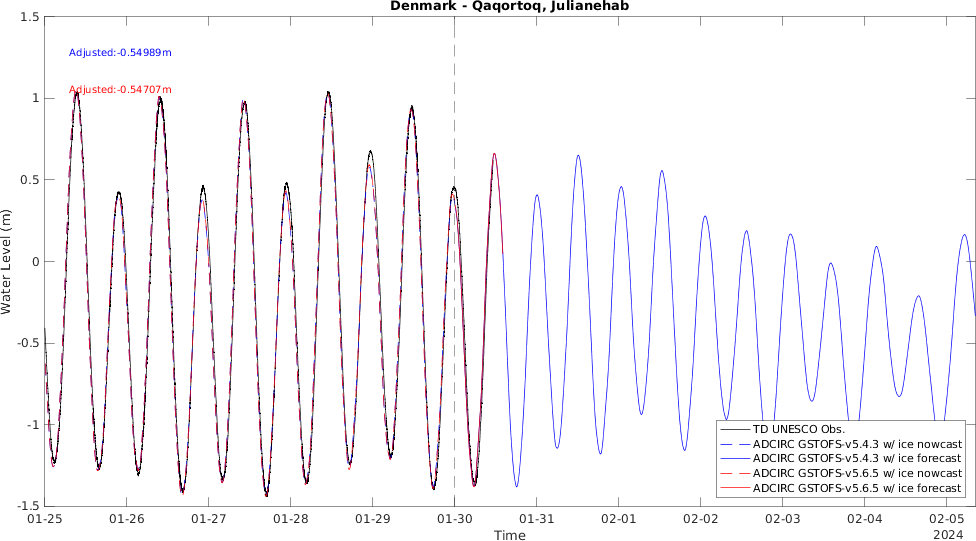 Denmark - Qaqortoq, Julianehab
1.5
Adjusted:-0.54989m
Adjusted:-0.54707m
1
0.5
0
-0.5
-1
-1.5
Water Level (m)
TD UNESCO Obs.
ADCIRC GSTOFS-v5.4.3 w/ ice nowcast
ADCIRC GSTOFS-v5.4.3 w/ ice forecast
ADCIRC GSTOFS-v5.6.5 w/ ice nowcast
ADCIRC GSTOFS-v5.6.5 w/ ice forecast
01-25 01-26 01-27 01-28 01-29 01-30 01-31 02-01 02-02 02-03 02-04 02-05
2024
Time